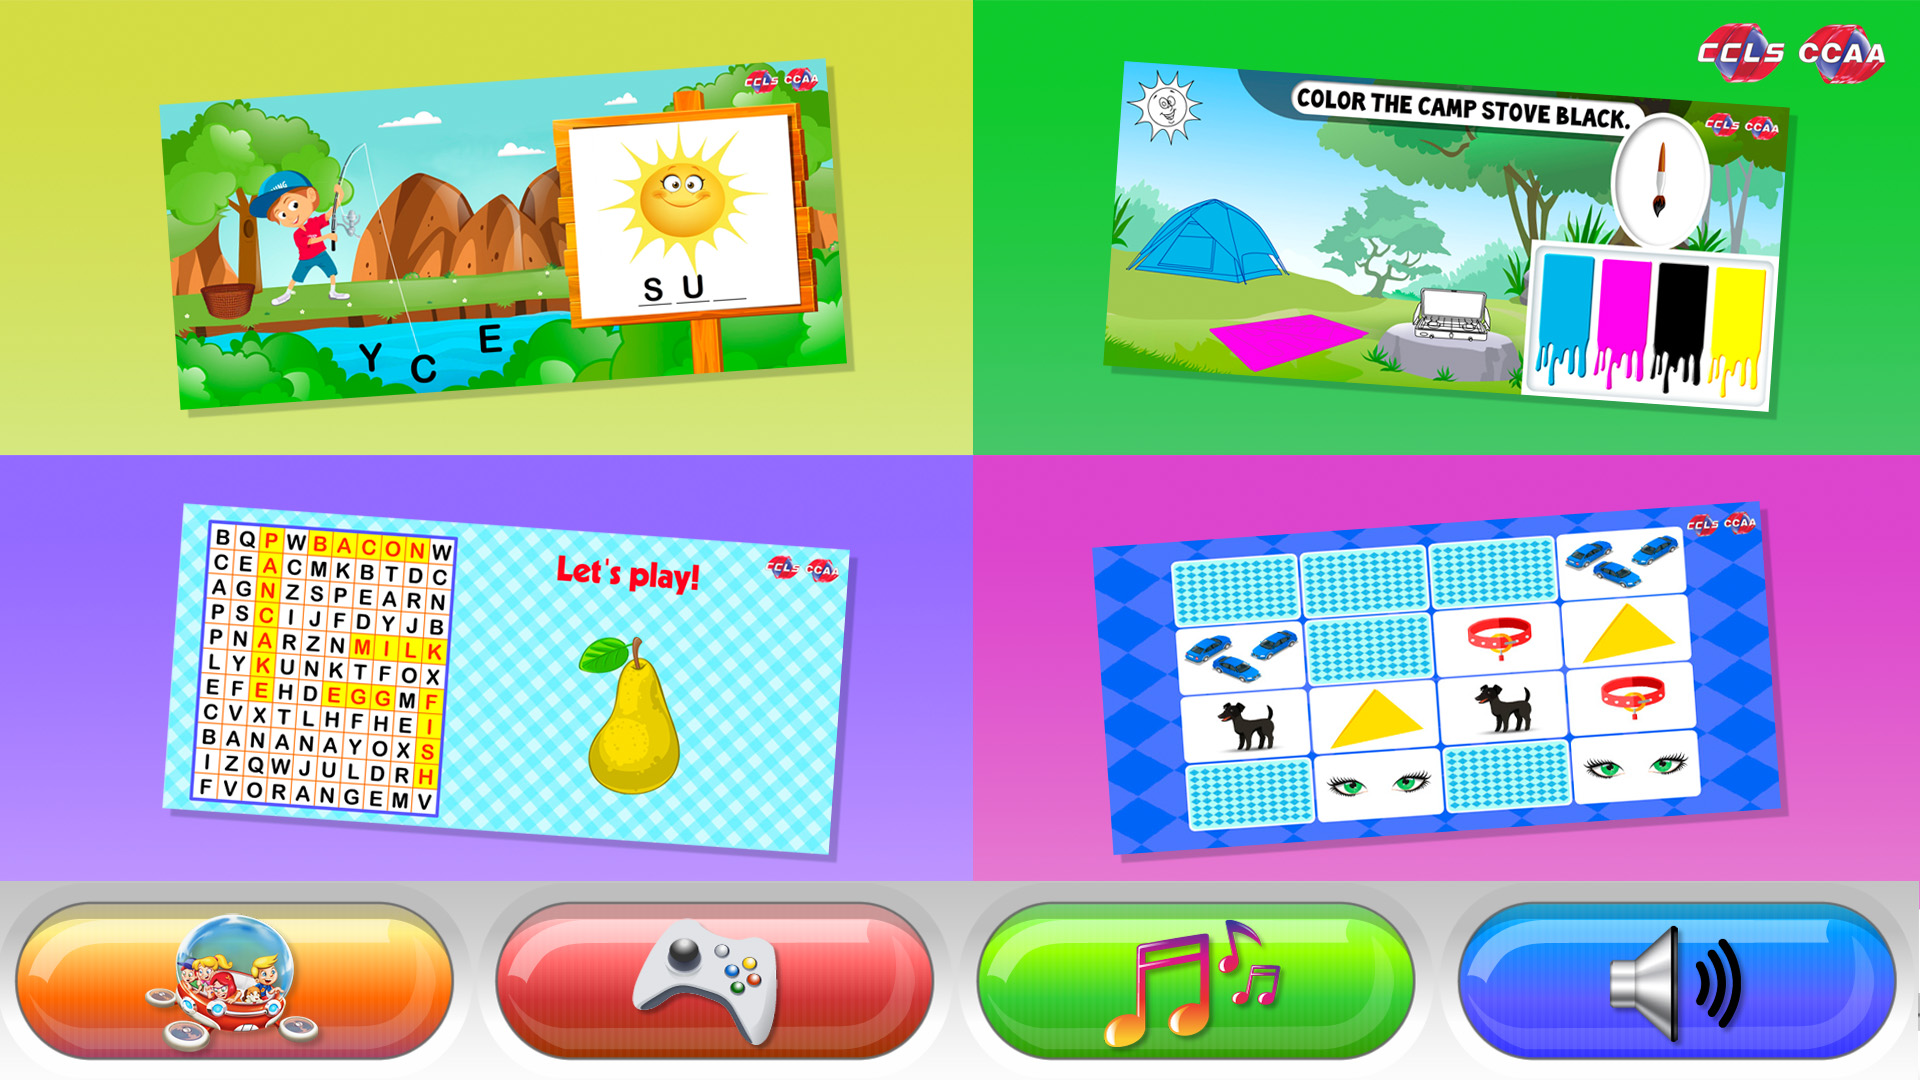 CCLS CCAA
CCLS CCAA
S U _
Y C E
COLOR THE CAMP STOVE BLACK.
CCLS CCAA
B Q P W B A C O N W
C E A C M K B T D C
A G N Z S P E A R N
P S C I J F D Y J B
P N A R Z N M I L K
L Y K U N K T F O X
E F E H D E G G M F
C V X T L H F H E I
B A N A N A Y O X S
I Z Q W J U L D R H
F V O R A N G E M V
Let's play!
CCLS CCAA
CCLS CCAA